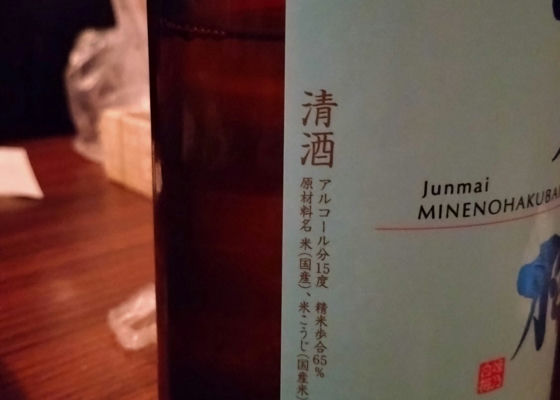 清酒
アルコール分15度 精米歩合65%
原材料名 米(国産)、米こうじ(国産米
Junmai
MINENOHAKUBAI